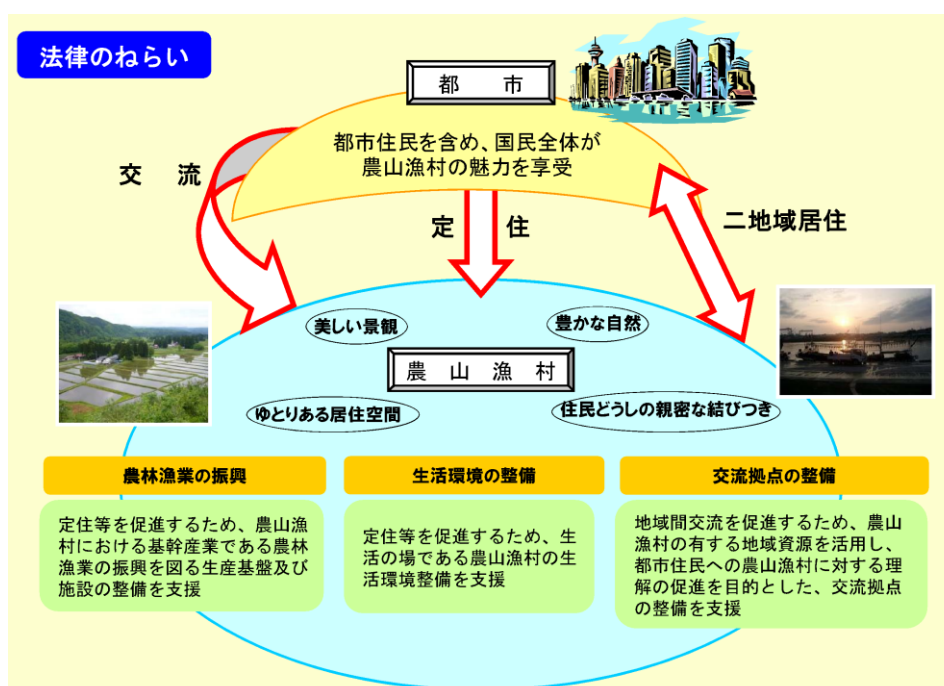 法律のねらい
都 市
都市住民を含め、国民全体が
農山漁村の魅力を享受
交 流
定 住
二地域居住
美しい景観
豊かな自然
農 山 漁 村
ゆとりある居住空間
住民どうしの親密な結びつき
農林漁業の振興
定住等を促進するため、農山漁
村における基幹産業である農林
漁業の振興を図る生産基盤及び
施設の整備を支援
生活環境の整備
定住等を促進するため、生
活の場である農山漁村の生
活環境整備を支援
交流拠点の整備
地域間交流を促進するため、農山
漁村の有する地域資源を活用し、
都市住民への農山漁村に対する理
解の促進を目的とした、交流拠点
の整備を支援